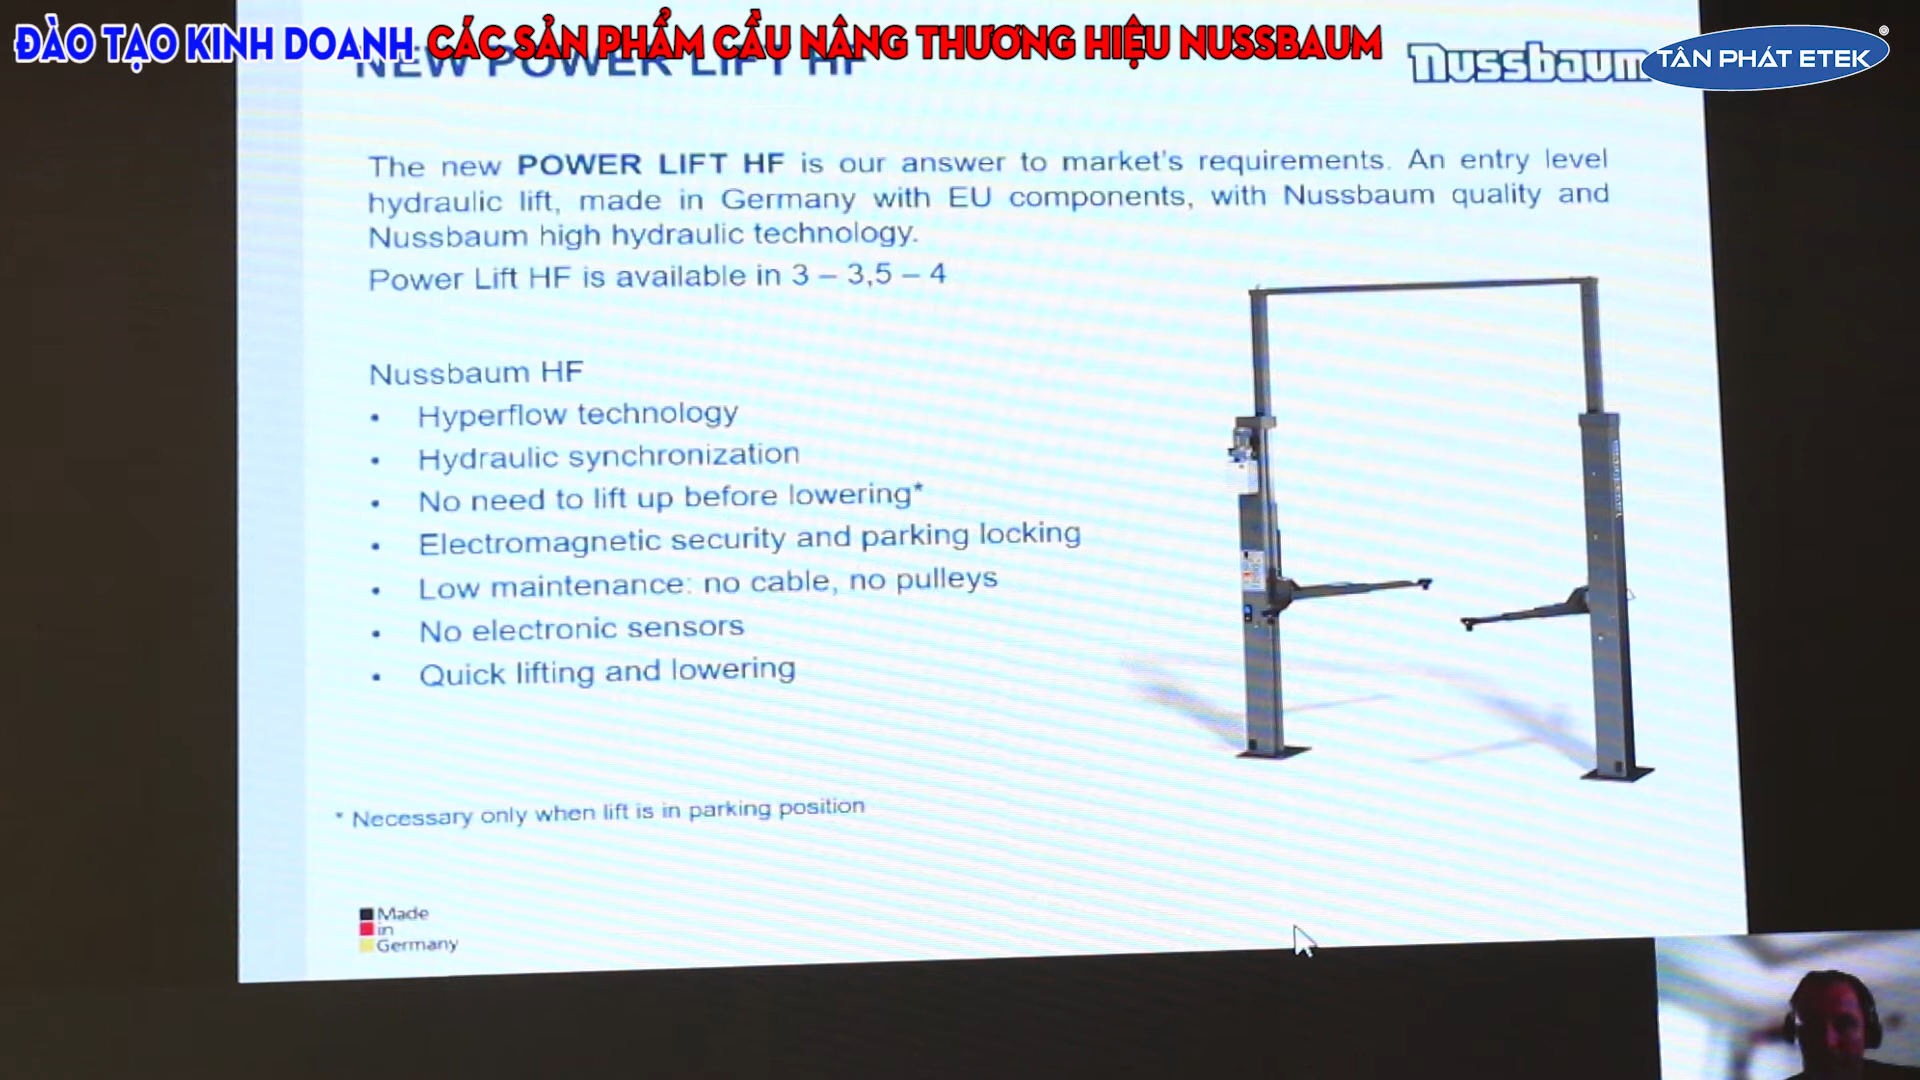 ĐÀO TẠO KINH DOANH CÁC SẢN PHẨM CẦU NÂNG THƯƠNG HIỆU NUSSBAUM
NEW POWER LIFT HF
Nussbaum
TÂN PHÁT ETEK
The new POWER LIFT HF is our answer to market's requirements. An entry level
hydraulic lift, made in Germany with EU components, with Nussbaum quality and
Nussbaum high hydraulic technology.
Power Lift HF is available in 3 – 3,5 – 4
Nussbaum HF
• Hyperflow technology
• Hydraulic synchronization
• No need to lift up before lowering*
• Electromagnetic security and parking locking
• Low maintenance: no cable, no pulleys
• No electronic sensors
• Quick lifting and lowering
* Necessary only when lift is in parking position
Made
in
Germany